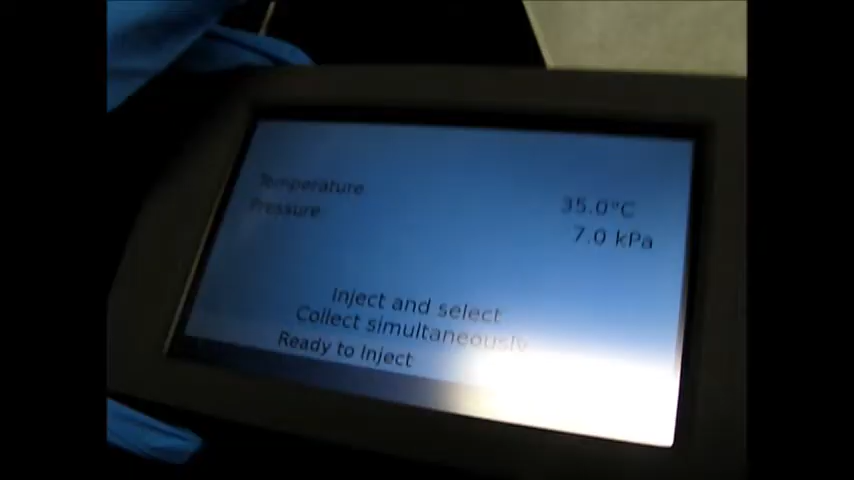 Temperature 35.0°C
Pressure 7.0 kPa
Inject and select
Collect simultaneously
Ready to Inject